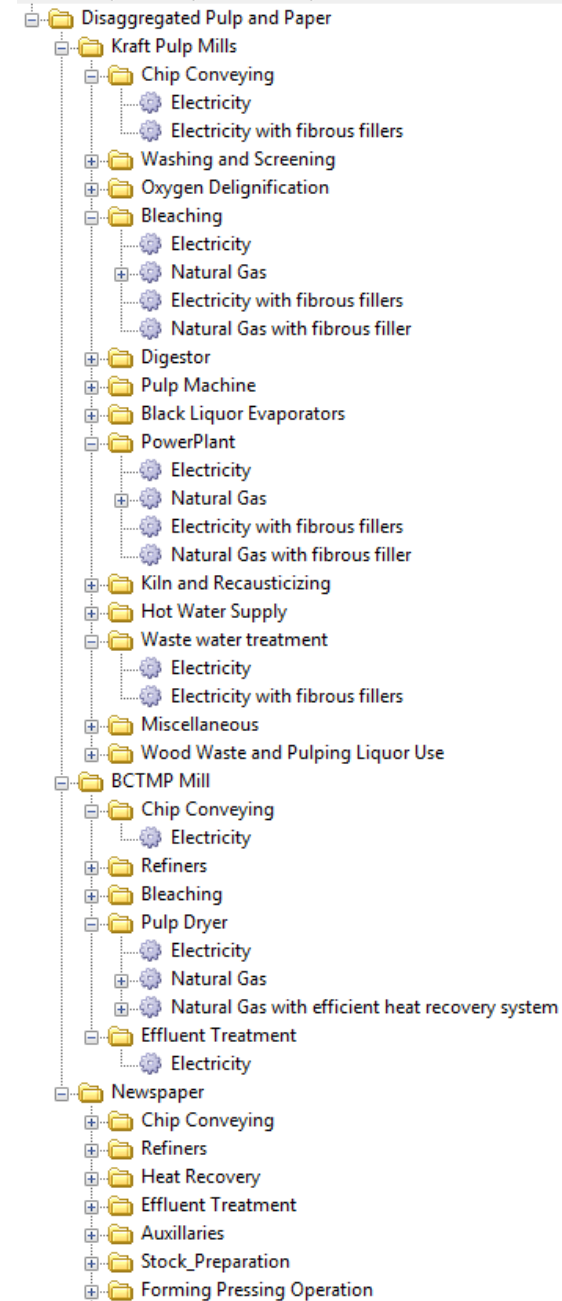 Disaggregated Pulp and Paper
Kraft Pulp Mills
Chip Conveying
Electricity
Electricity with fibrous fillers
Washing and Screening
Oxygen Delignification
Bleaching
Electricity
Natural Gas
Electricity with fibrous fillers
Natural Gas with fibrous filler
Digestor
Pulp Machine
Black Liquor Evaporators
PowerPlant
Electricity
Natural Gas
Electricity with fibrous fillers
Natural Gas with fibrous filler
Kiln and Recausticizing
Hot Water Supply
Waste water treatment
Electricity
Electricity with fibrous fillers
Miscellaneous
Wood Waste and Pulping Liquor Use
BCTMP Mill
Chip Conveying
Electricity
Refiners
Bleaching
Pulp Dryer
Electricity
Natural Gas
Natural Gas with efficient heat recovery system
Effluent Treatment
Electricity
Newspaper
Chip Conveying
Refiners
Heat Recovery
Effluent Treatment
Auxillaries
Stock_Preparation
Forming Pressing Operation